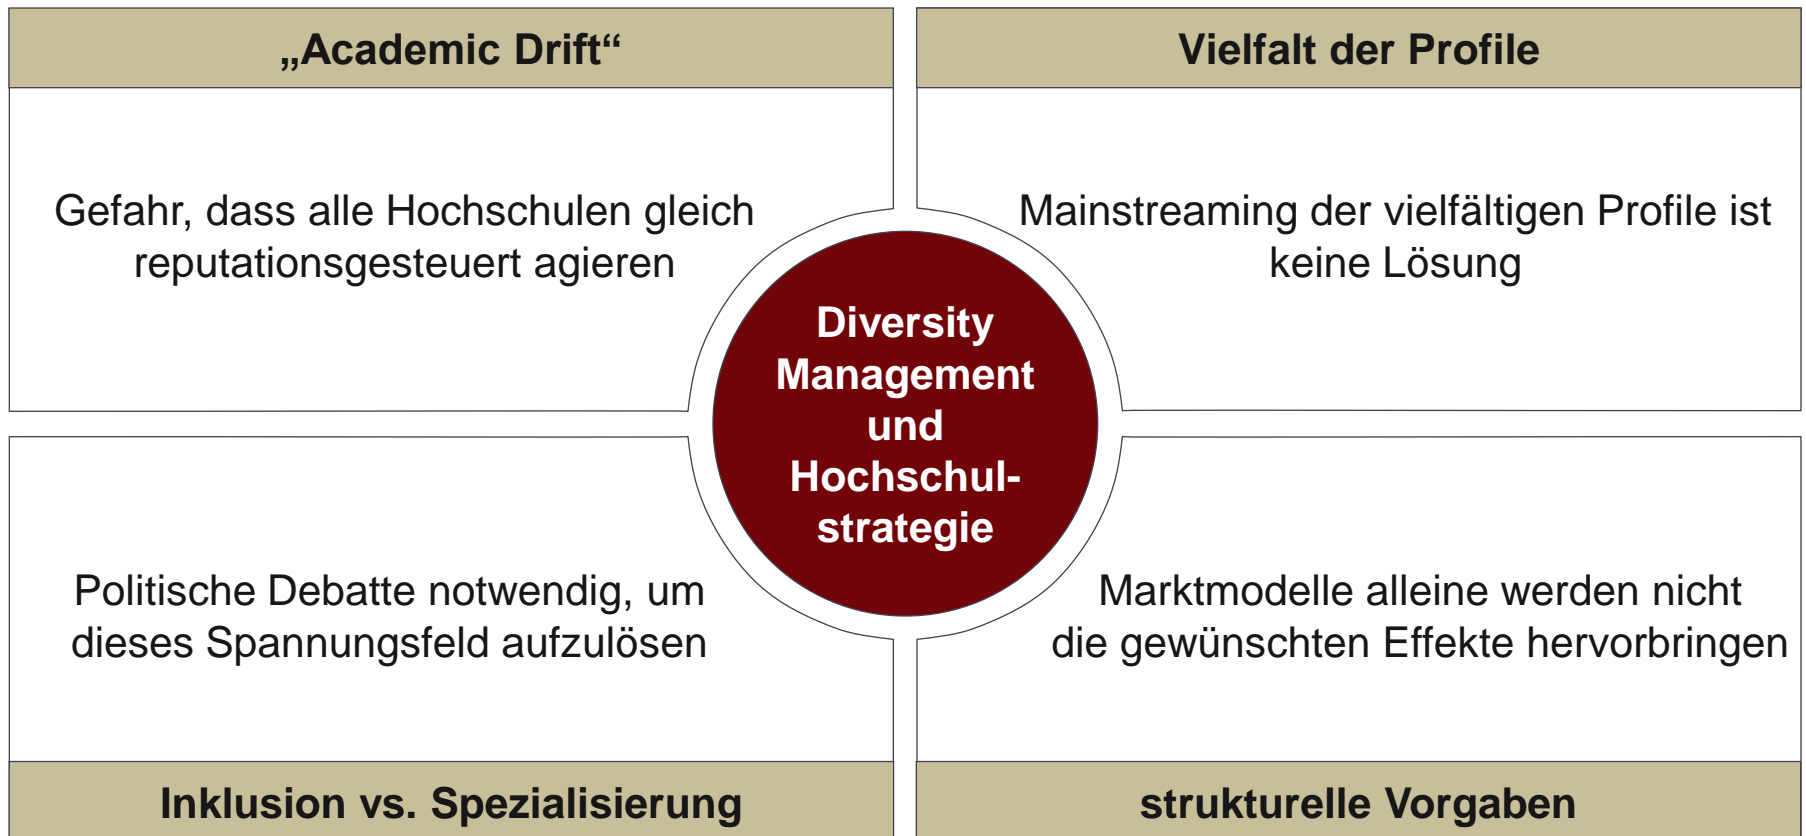 „Academic Drift“
Gefahr, dass alle Hochschulen gleich
reputationsgesteuert agieren
Vielfalt der Profile
Mainstreaming der vielfältigen Profile ist
keine Lösung
Diversity
Management
und
Hochschul-
strategie
Politische Debatte notwendig, um
dieses Spannungsfeld aufzulösen
Inklusion vs. Spezialisierung
Marktmodelle alleine werden nicht
die gewünschten Effekte hervorbringen
strukturelle Vorgaben